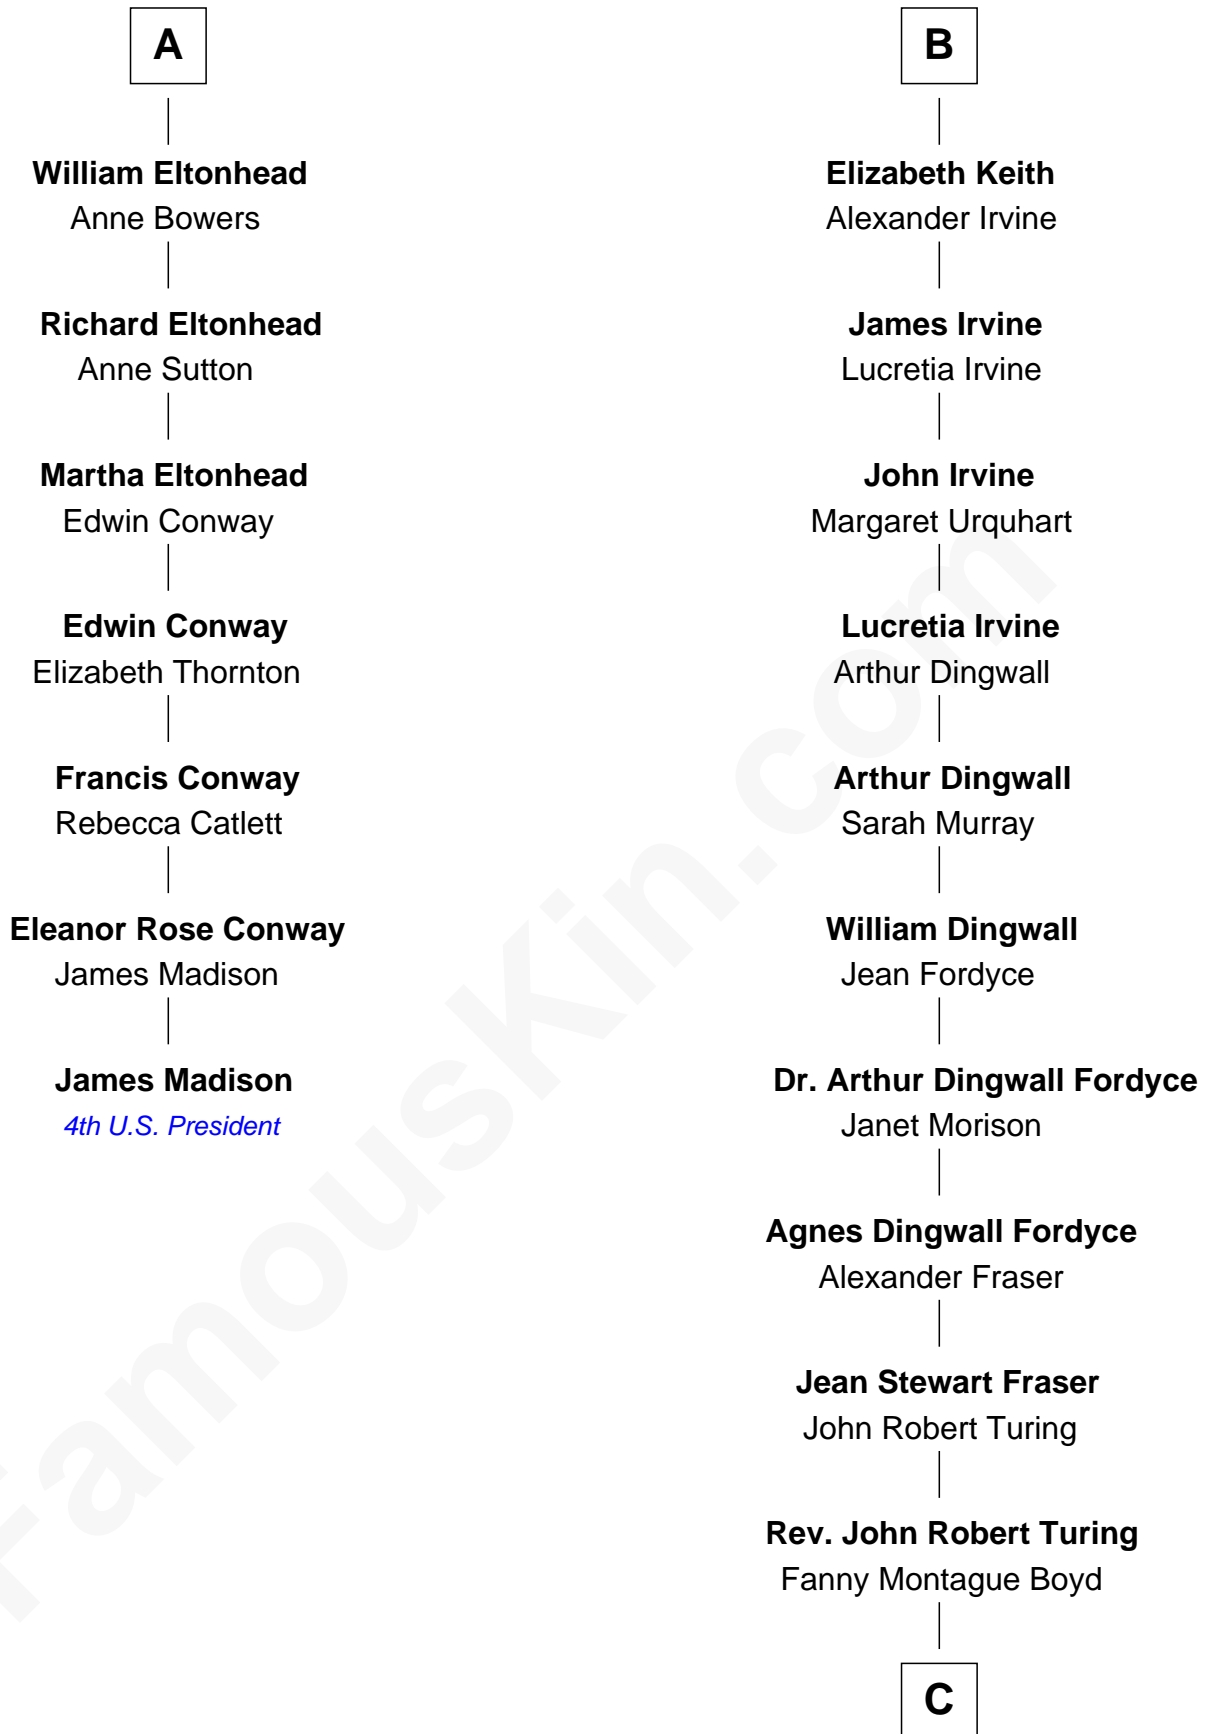 A
William Eltonhead
Anne Bowers
Richard Eltonhead
Anne Sutton
Martha Eltonhead
Edwin Conway
Edwin Conway
Elizabeth Thornton
Francis Conway
Rebecca Catlett
Eleanor Rose Conway
James Madison
James Madison
4th U.S. President
B
Elizabeth Keith
Alexander Irvine
James Irvine
Lucretia Irvine
John Irvine
Margaret Urquhart
Lucretia Irvine
Arthur Dingwall
Arthur Dingwall
Sarah Murray
William Dingwall
Jean Fordyce
Dr. Arthur Dingwall Fordyce
Janet Morison
Agnes Dingwall Fordyce
Alexander Fraser
Jean Stewart Fraser
John Robert Turing
Rev. John Robert Turing
Fanny Montague Boyd
C
FamousKin.com